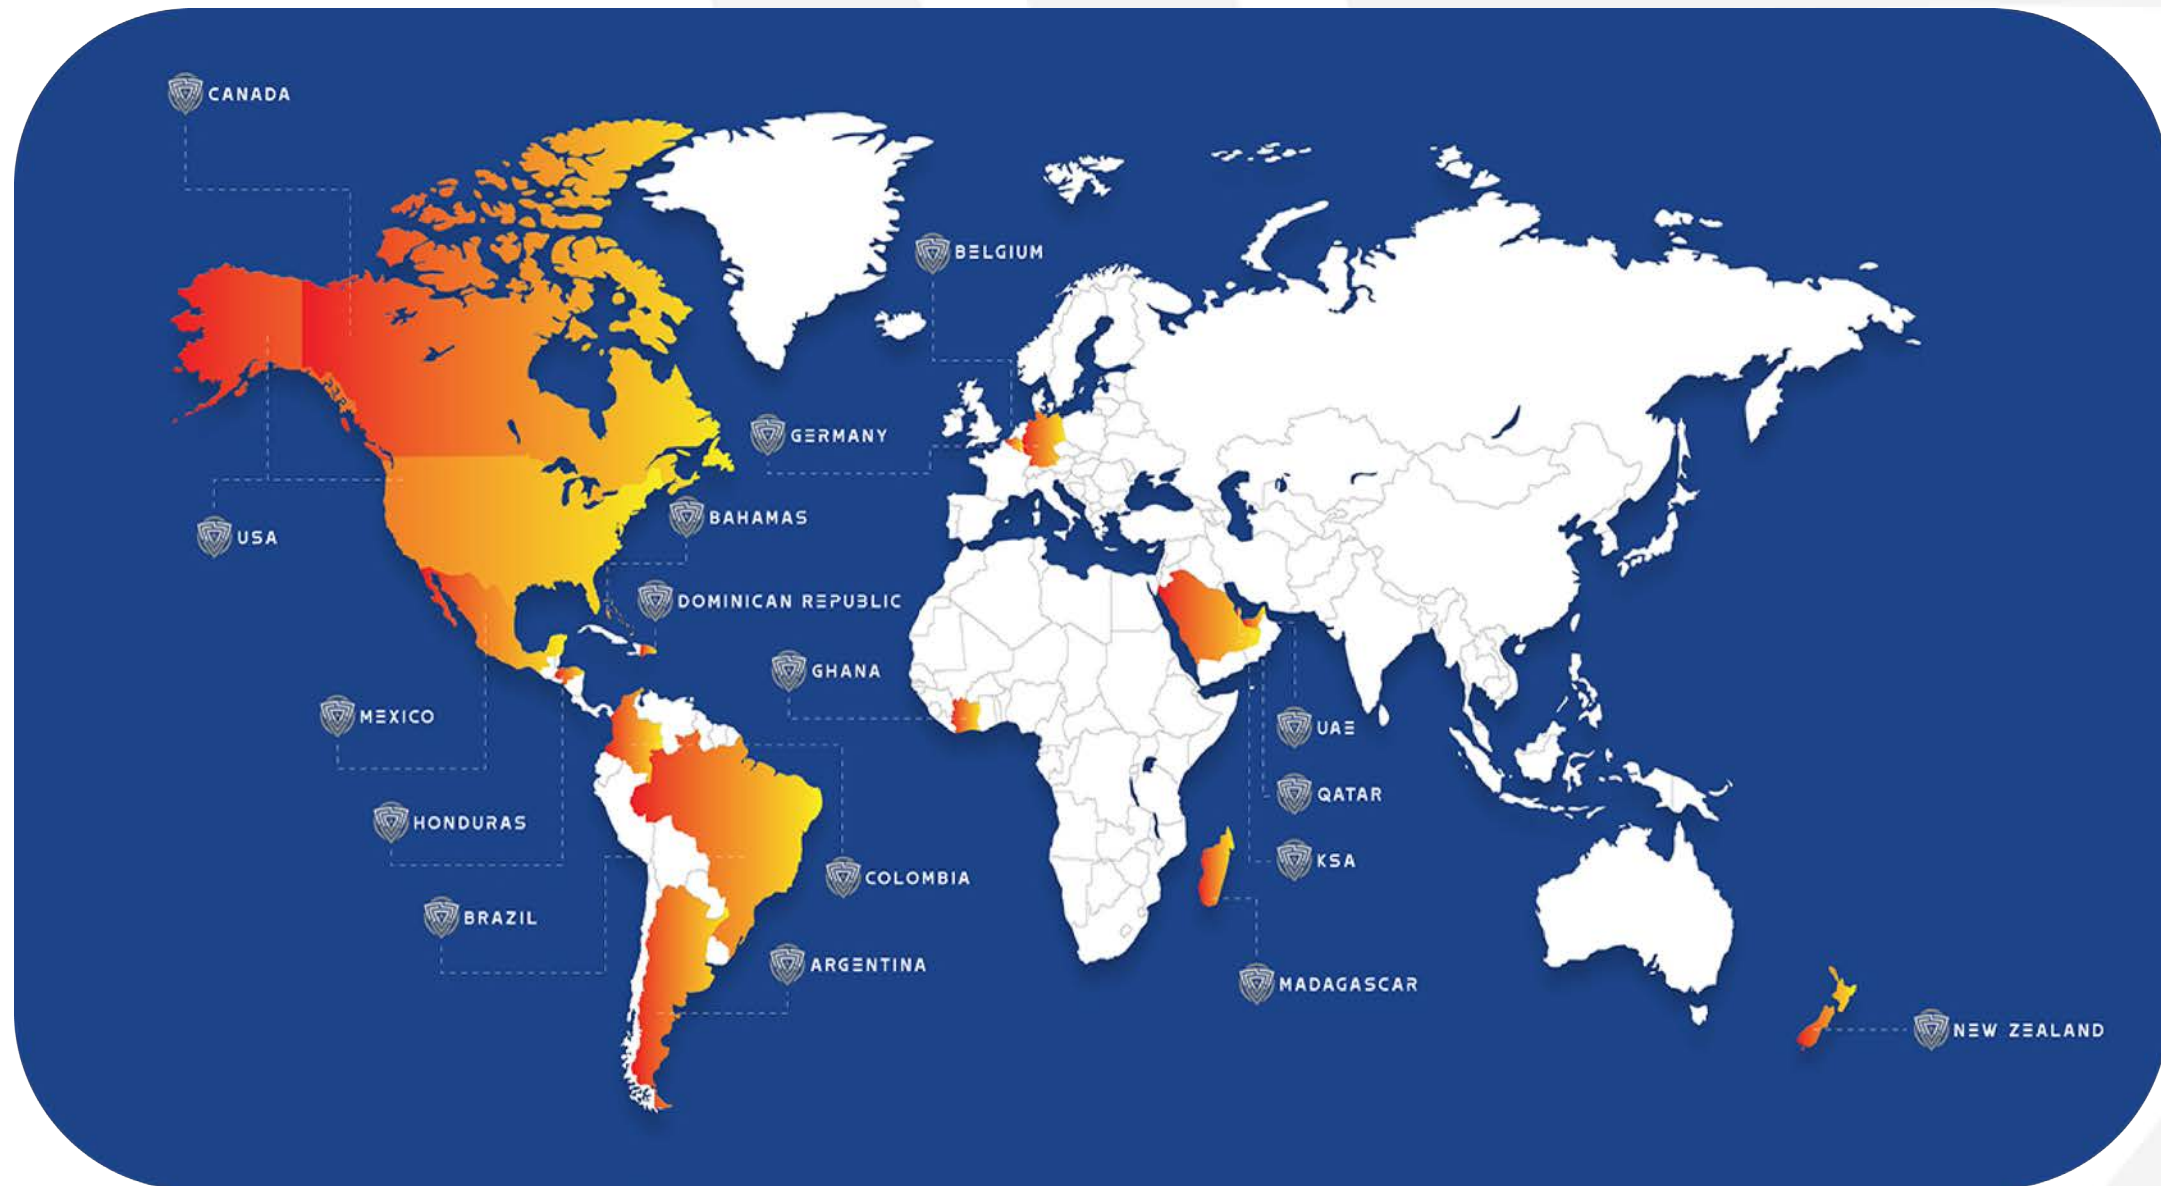 CANADA
BELGIUM
GERMANY
BAHAMAS
USA
DOMINICAN REPUBLIC
GHANA
MEXICO
UAE
QATAR
HONDURAS
KSA
COLOMBIA
BRAZIL
ARGENTINA
MADAGASCAR
NEW ZEALAND